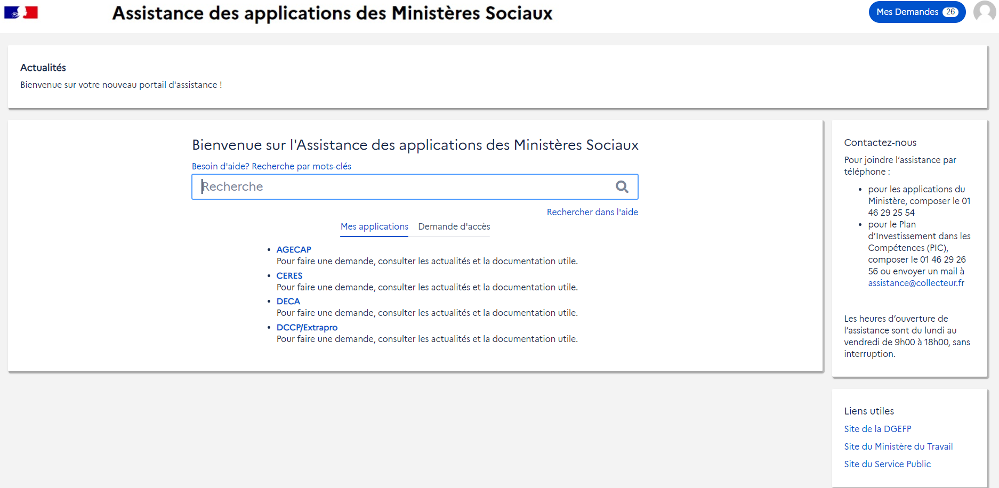 Assistance des applications des Ministères Sociaux
Mes Demandes 26
Actualités
Bienvenue sur votre nouveau portail d'assistance !
Bienvenue sur l'Assistance des applications des Ministères Sociaux
Besoin d'aide? Recherche par mots-clés
Recherche
Rechercher dans l'aide
Mes applications Demande d'accès
• AGECAP
Pour faire une demande, consulter les actualités et la documentation utile.
• CERES
Pour faire une demande, consulter les actualités et la documentation utile.
• DECA
Pour faire une demande, consulter les actualités et la documentation utile.
• DCCP/Extrapro
Pour faire une demande, consulter les actualités et la documentation utile.
Contactez-nous
Pour joindre l’assistance par
téléphone :
• pour les applications du
Ministère, composer le 01
46 29 25 54
• pour le Plan
d’Investissement dans les
Compétences (PIC),
composer le 01 46 29 26
56 ou envoyer un mail à
assistance@collecteur.fr
Les heures d’ouverture de
l’assistance sont du lundi au
vendredi de 9h00 à 18h00, sans
interruption.
Liens utiles
Site de la DGEFP
Site du Ministère du Travail
Site du Service Public